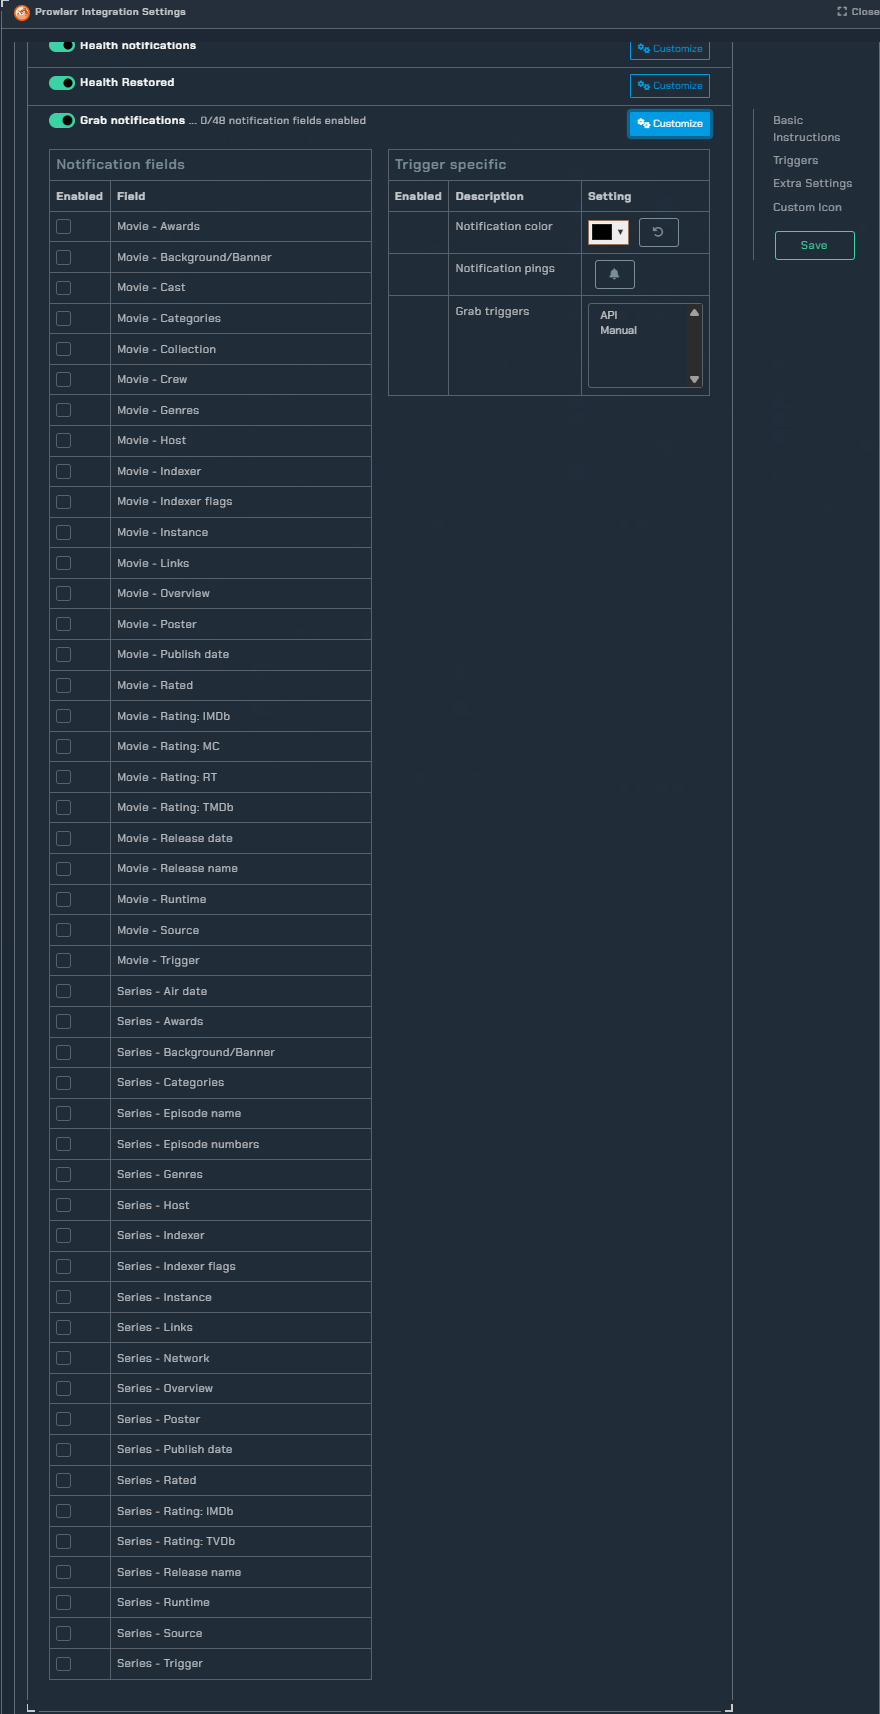 Prowlarr Integration Settings
Close
Health notifications
Customize
Health Restored
Customize
Grab notifications ... 0/48 notification fields enabled
Customize
Notification fields
Enabled Field
Movie - Awards
Movie - Background/Banner
Movie - Cast
Movie - Categories
Movie - Collection
Movie - Crew
Movie - Genres
Movie - Host
Movie - Indexer
Movie - Indexer flags
Movie - Instance
Movie - Links
Movie - Overview
Movie - Poster
Movie - Publish date
Movie - Rated
Movie - Rating: IMDb
Movie - Rating: MC
Movie - Rating: RT
Movie - Rating: TMDb
Movie - Release date
Movie - Release name
Movie - Runtime
Movie - Source
Movie - Trigger
Series - Air date
Series - Awards
Series - Background/Banner
Series - Categories
Series - Episode name
Series - Episode numbers
Series - Genres
Series - Host
Series - Indexer
Series - Indexer flags
Series - Instance
Series - Links
Series - Network
Series - Overview
Series - Poster
Series - Publish date
Series - Rated
Series - Rating: IMDb
Series - Rating: TVDb
Series - Release name
Series - Runtime
Series - Source
Series - Trigger
Trigger specific
Enabled Description Setting
Notification color
Notification pings
Grab triggers
API
Manual
Basic
Instructions
Triggers
Extra Settings
Custom Icon
Save